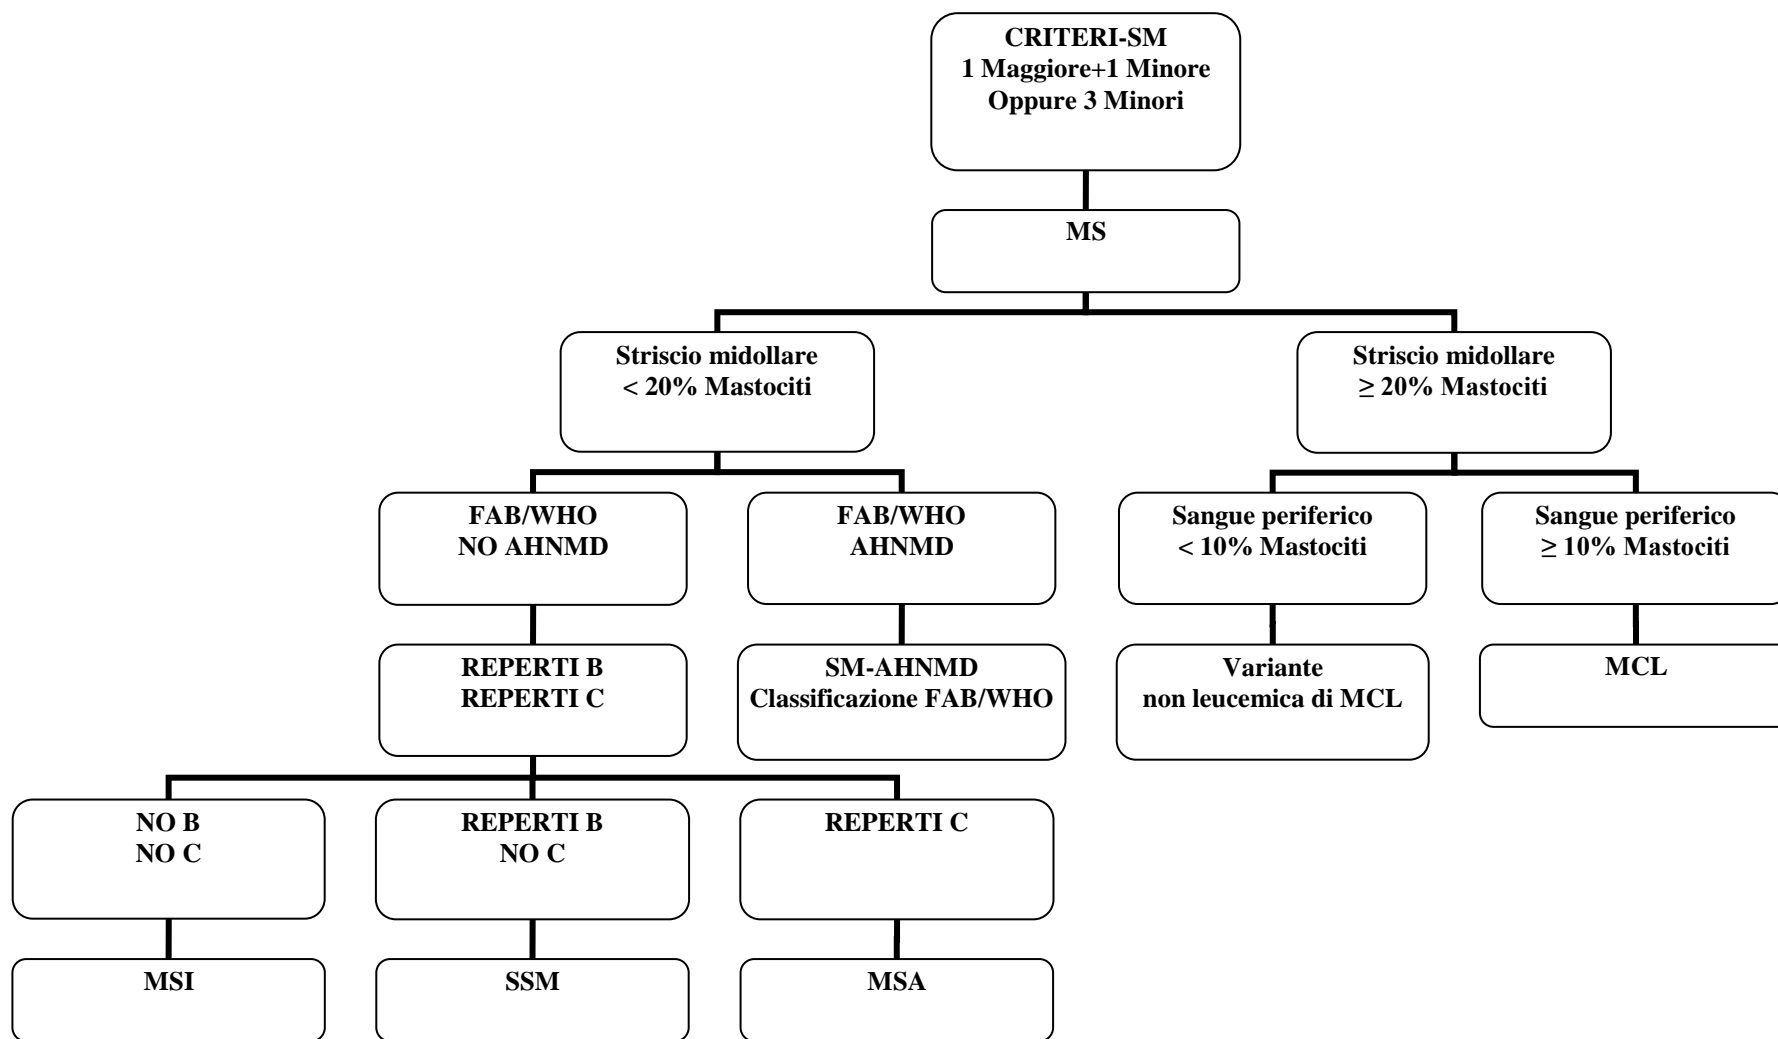 CRITERI-SM
1 Maggiore+1 Minore
Oppure 3 Minori
MS
Striscio midollare
< 20% Mastociti
Striscio midollare
≥ 20% Mastociti
FAB/WHO
NO AHNMD
FAB/WHO
AHNMD
Sangue periferico
< 10% Mastociti
Sangue periferico
≥ 10% Mastociti
REPERTI B
REPERTI C
SM-AHNMD
Classificazione FAB/WHO
Variante
non leucemica di MCL
MCL
NO B
NO C
REPERTI B
NO C
REPERTI C
MSI
SSM
MSA